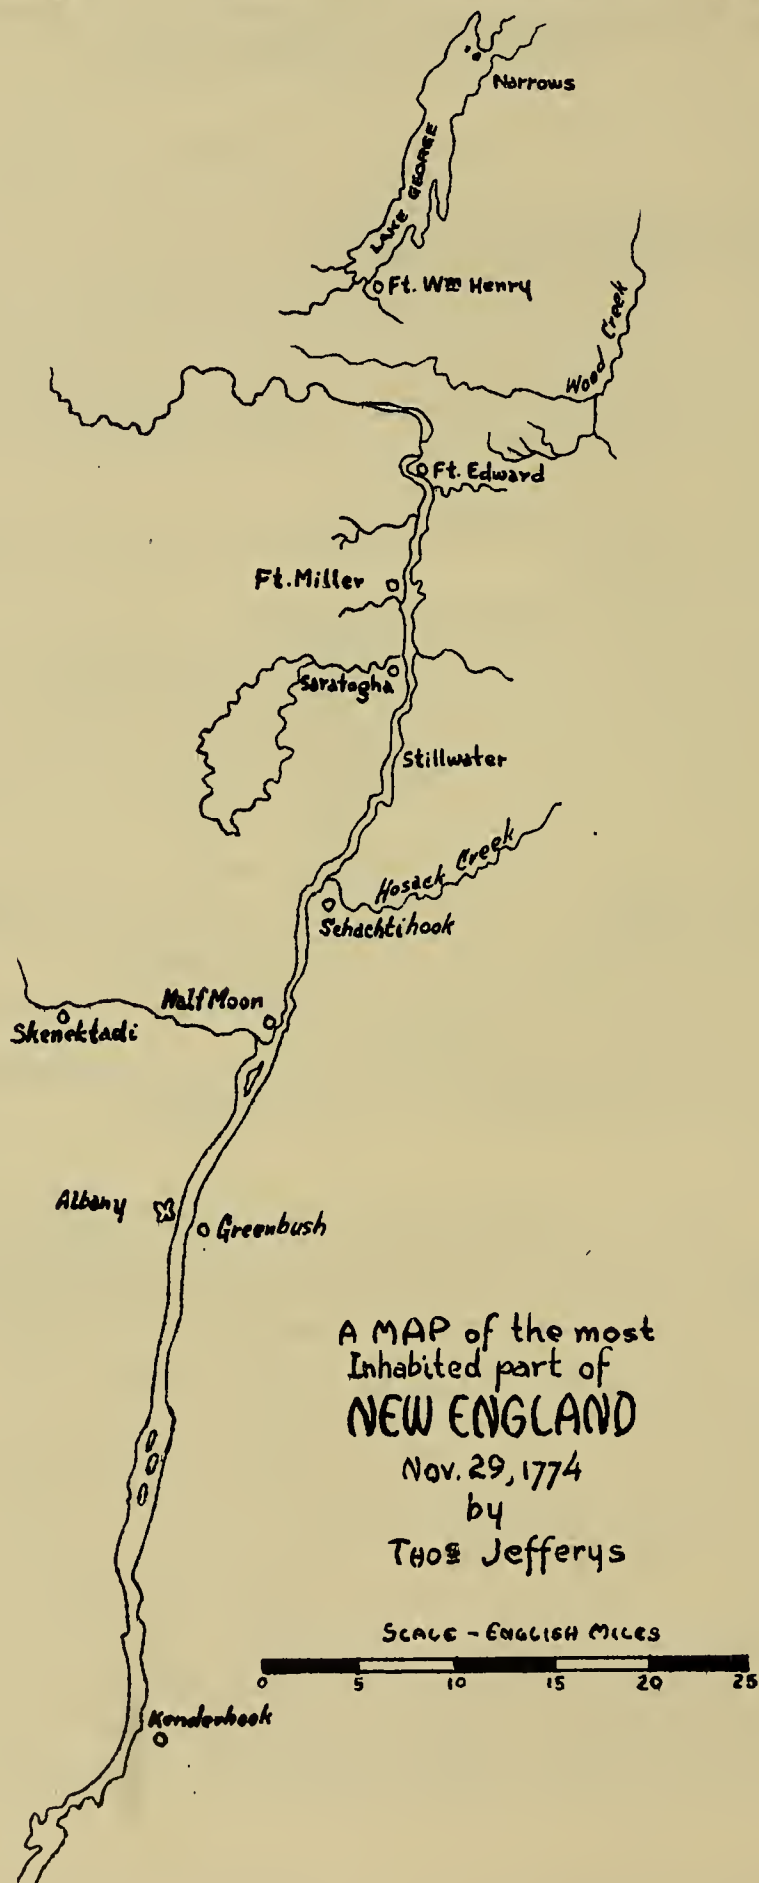 Narrows
LAKE GEORGE
Ft. Wm Henry
Wood Creek
Ft. Edward
Ft. Miller
Saratogha
Stillwater
Hosack Creek
Schachtihook
Half Moon
Skenektadi
Albany
Greenbush
A MAP of the most
Inhabited part of
NEW ENGLAND
Nov. 29, 1774
by
Thos Jefferys
SCALE - ENGLISH MILES
0 5 10 15 20 25
Kenderhook